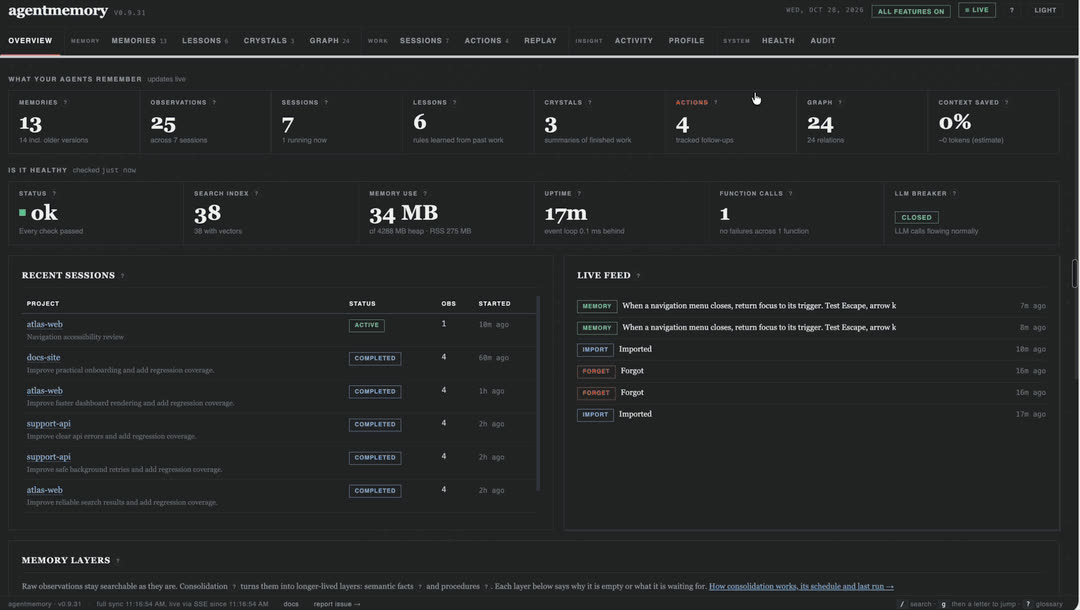 agentmemory v0.9.31 WED, OCT 28, 2026 ALL FEATURES ON LIVE ? LIGHT
OVERVIEW MEMORY MEMORIES 13 LESSONS 6 CRYSTALS 3 GRAPH 24 WORK SESSIONS 7 ACTIONS 4 REPLAY INSIGHT ACTIVITY PROFILE SYSTEM HEALTH AUDIT
WHAT YOUR AGENTS REMEMBER updates live
MEMORIES ? OBSERVATIONS ? SESSIONS ? LESSONS ? CRYSTALS ? ACTIONS ? GRAPH ? CONTEXT SAVED ?
13 25 7 6 3 4 24 0%
14 incl. older versions across 7 sessions 1 running now rules learned from past work summaries of finished work tracked follow-ups 24 relations ~0 tokens (estimate)
IS IT HEALTHY checked just now
STATUS ? SEARCH INDEX ? MEMORY USE ? UPTIME ? FUNCTION CALLS ? LLM BREAKER ?
ok 38 34 MB 17m 1 CLOSED
Every check passed 38 with vectors of 4288 MB heap · RSS 275 MB event loop 0.1 ms behind no failures across 1 function LLM calls flowing normally
RECENT SESSIONS ?
PROJECT STATUS OBS STARTED
atlas-web ACTIVE 1 10m ago
Navigation accessibility review
docs-site COMPLETED 4 60m ago
Improve practical onboarding and add regression coverage.
atlas-web COMPLETED 4 1h ago
Improve faster dashboard rendering and add regression coverage.
support-api COMPLETED 4 2h ago
Improve clear api errors and add regression coverage.
support-api COMPLETED 4 2h ago
Improve safe background retries and add regression coverage.
atlas-web COMPLETED 4 2h ago
Improve reliable search results and add regression coverage.
LIVE FEED ?
MEMORY When a navigation menu closes, return focus to its trigger. Test Escape, arrow k 7m ago
MEMORY When a navigation menu closes, return focus to its trigger. Test Escape, arrow k 8m ago
IMPORT Imported 10m ago
FORGET Forgot 16m ago
FORGET Forgot 16m ago
IMPORT Imported 17m ago
MEMORY LAYERS ?
Raw observations stay searchable as they are. Consolidation ? turns them into longer-lived layers: semantic facts ? and procedures ? . Each layer below says why it is empty or what it is waiting for. How consolidation works, its schedule and last run →
agentmemory · v0.9.31 full sync 11:16:54 AM, live via SSE since 11:16:54 AM docs report issue → / search · g then a letter to jump · ? glossary